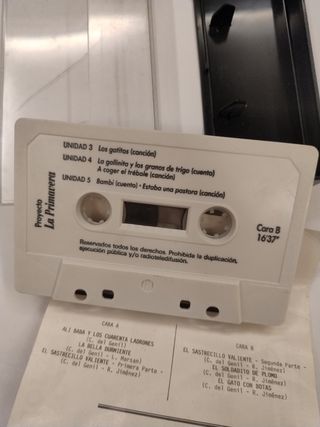 UNIDAD 3 Los gatitos (canción)
UNIDAD 4 La gallinita y los granos de trigo (cuento)
A coger el trébole (canción)
UNIDAD 5 Bambi (cuento) - Estaba una pastora (canción)
Proyecto
La Primavera
Cara B
16'37"
Reservados todos los derechos. Prohibida la duplicación,
ejecución pública y/o radioteledifusión.
CARA A
ALI BABA Y LOS CUARENTA LADRONES
(C. del Genil)
LA BELLA DURMIENTE
(C. del Genil - L. Mersan)
EL SASTRECILLO VALIENTE - Primera Parte -
(C. del Genil - R. Jiménez)
CARA B
EL SASTRECILLO VALIENTE - Segunda Parte -
(C. del Genil - R. Jiménez)
EL SOLDADITO DE PLOMO
(C. del Genil - R. Jiménez)
EL GATO CON BOTAS
(C. del Genil - R. Jiménez)